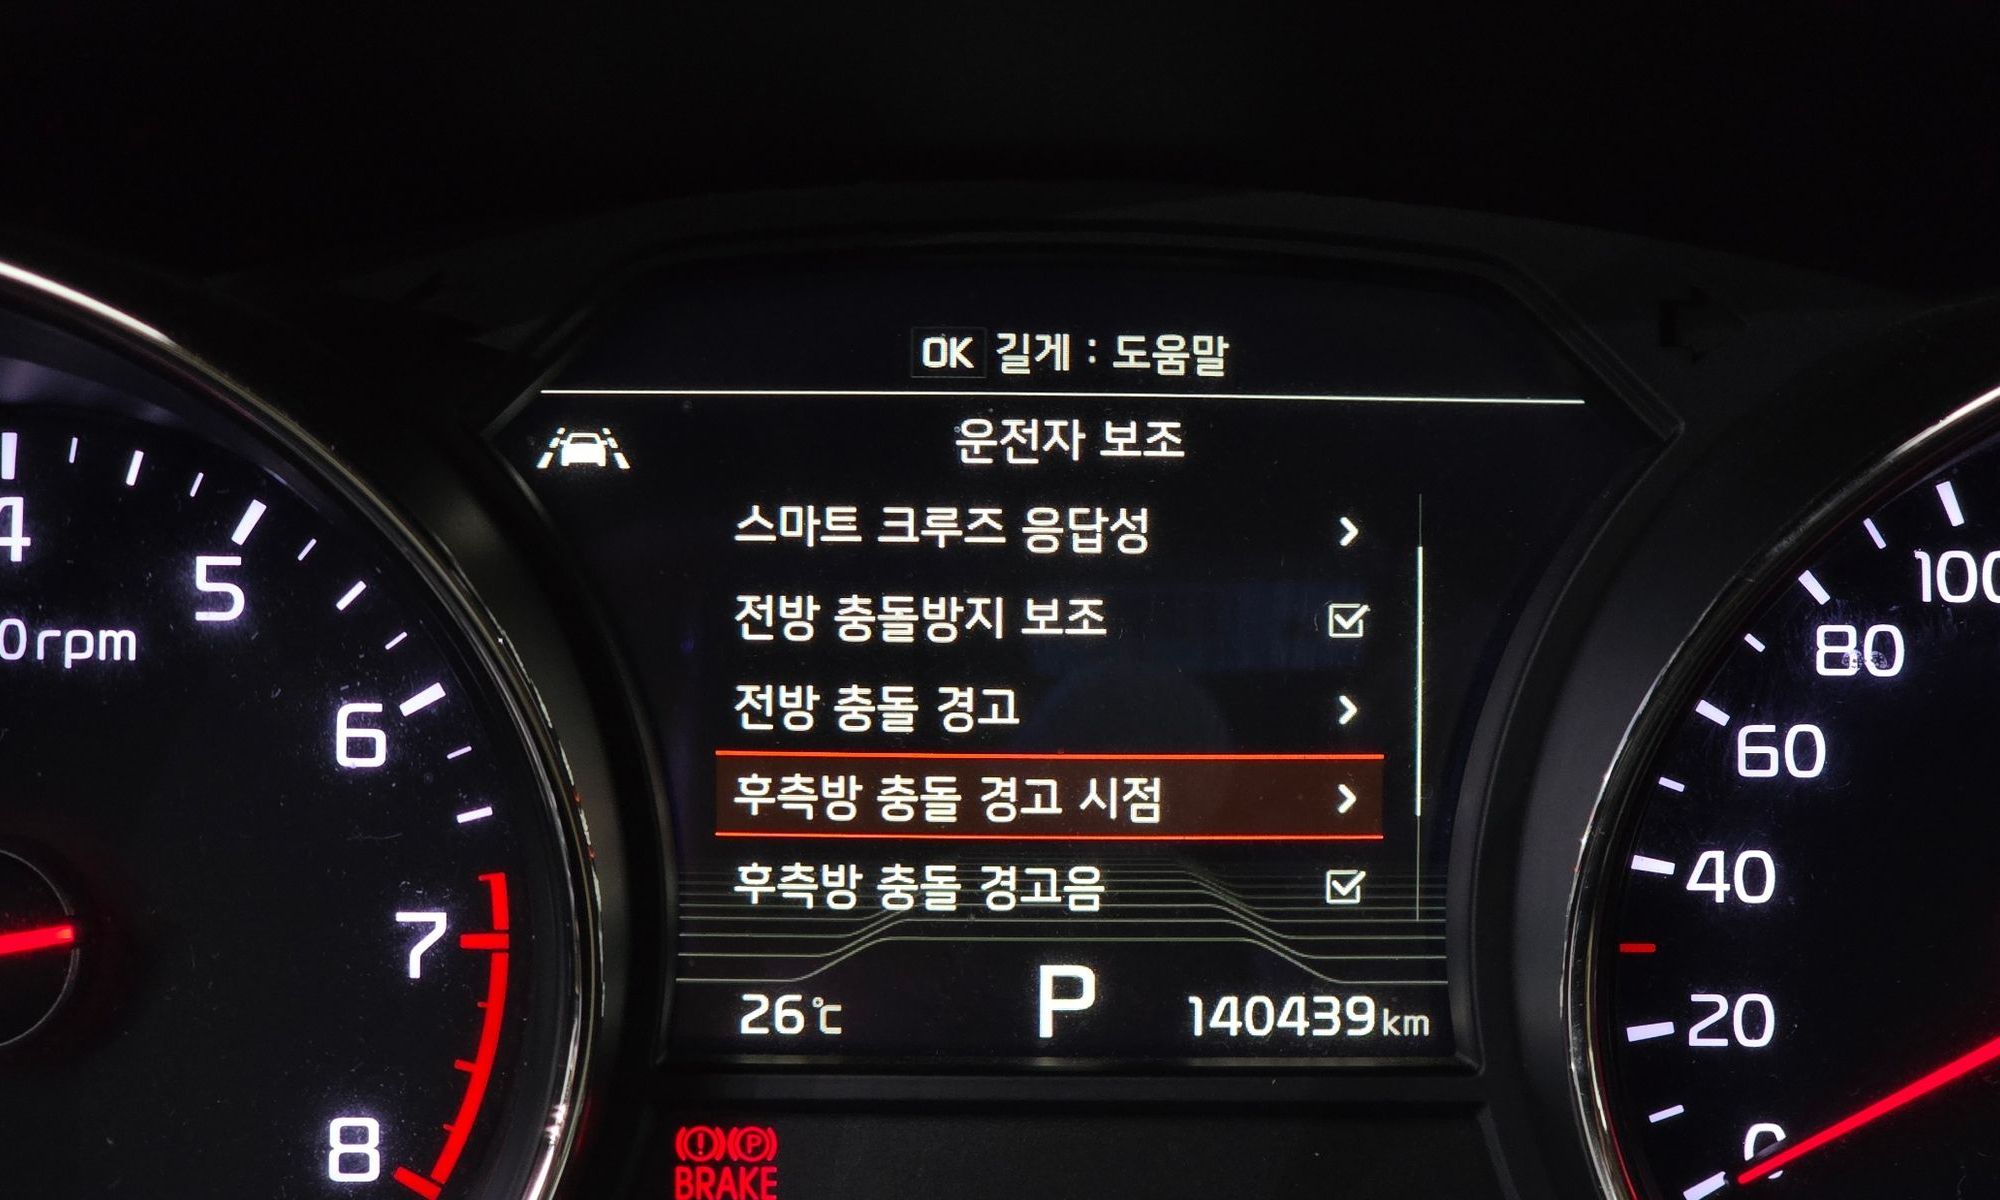 OK 길게 : 도움말
운전자 보조
스마트 크루즈 응답성
전방 충돌방지 보조
전방 충돌 경고
후측방 충돌 경고 시점
후측방 충돌 경고음
26℃ P 140439km
4
5
0rpm
6
7
8
100
80
60
40
20
0
BRAKE